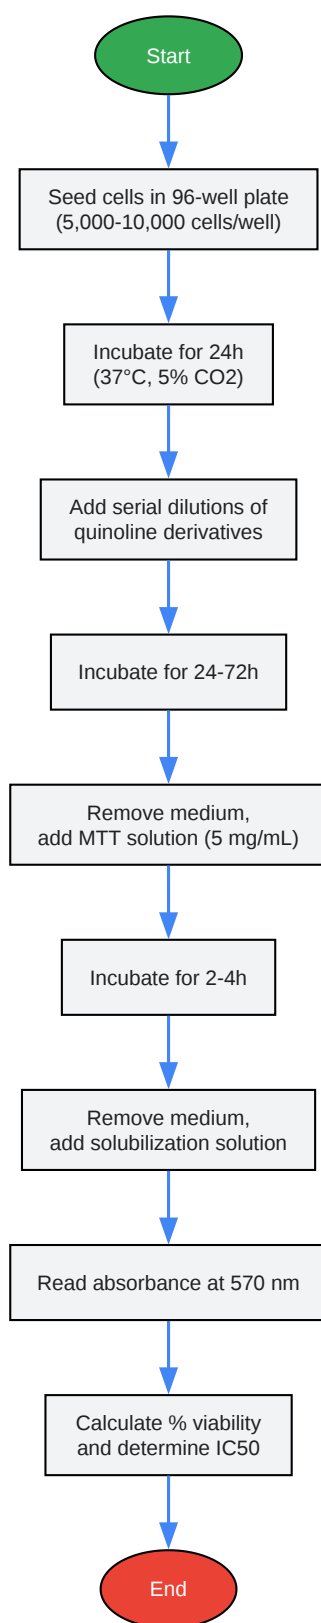 Start
Seed cells in 96-well plate
(5,000-10,000 cells/well)
Incubate for 24h
(37°C, 5% CO2)
Add serial dilutions of
quinoline derivatives
Incubate for 24-72h
Remove medium,
add MTT solution (5 mg/mL)
Incubate for 2-4h
Remove medium,
add solubilization solution
Read absorbance at 570 nm
Calculate % viability
and determine IC50
End